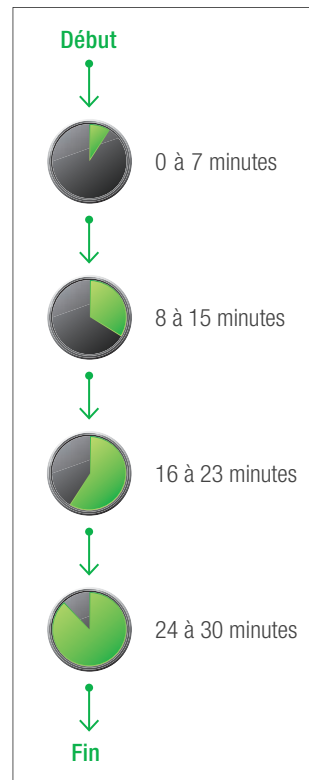 Début
0 à 7 minutes
8 à 15 minutes
16 à 23 minutes
24 à 30 minutes
Fin